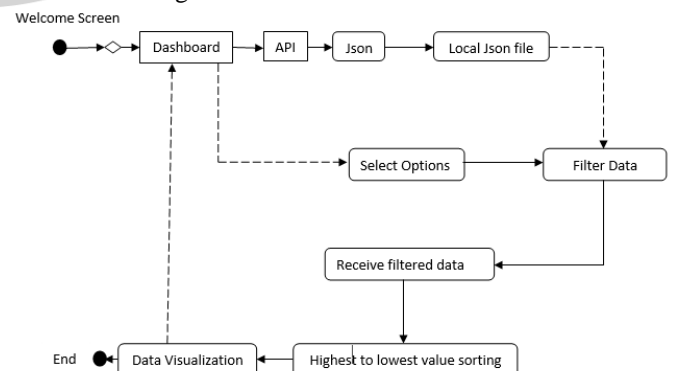 Welcome Screen
Dashboard
API
Json
Local Json file
Select Options
Filter Data
Receive filtered data
End
Data Visualization
Highest to lowest value sorting